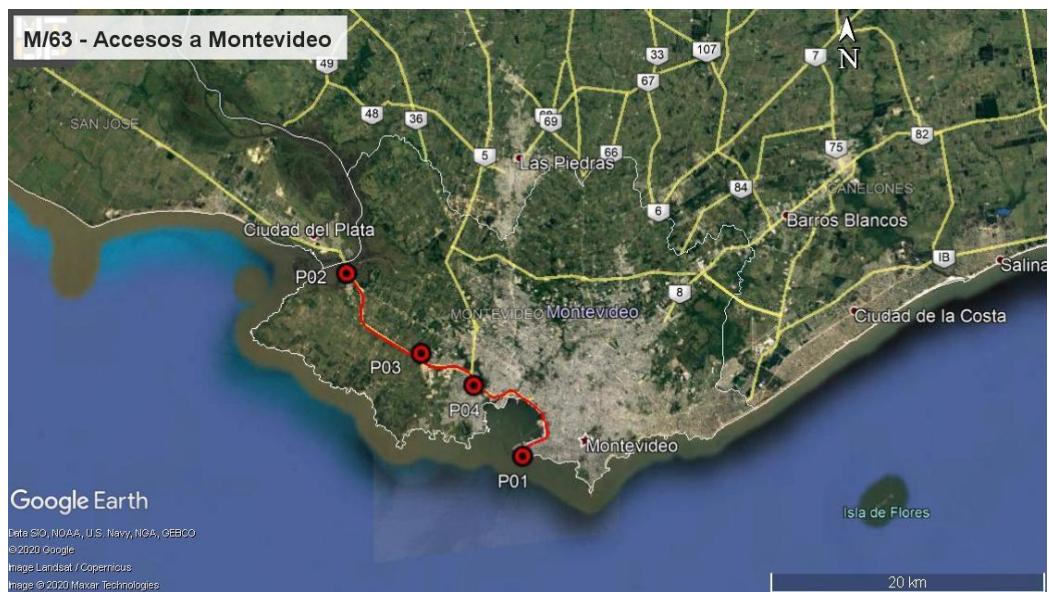 M/63 - Accesos a Montevideo
N
49
33
107
7
67
48
36
69
82
SAN JOSE
5
66
75
Las Piedras
84
CANELONES
6
Barros Blancos
Ciudad del Plata
IB
Salina
P02
8
MONTEVIDEO
Montevideo
Ciudad de la Costa
P03
P04
Montevideo
P01
Google Earth
Isla de Flores
Data SIO, NOAA, U.S. Navy, NGA, GEBCO
© 2020 Google
Image Landsat / Copernicus
Image © 2020 Maxar Technologies
20 km